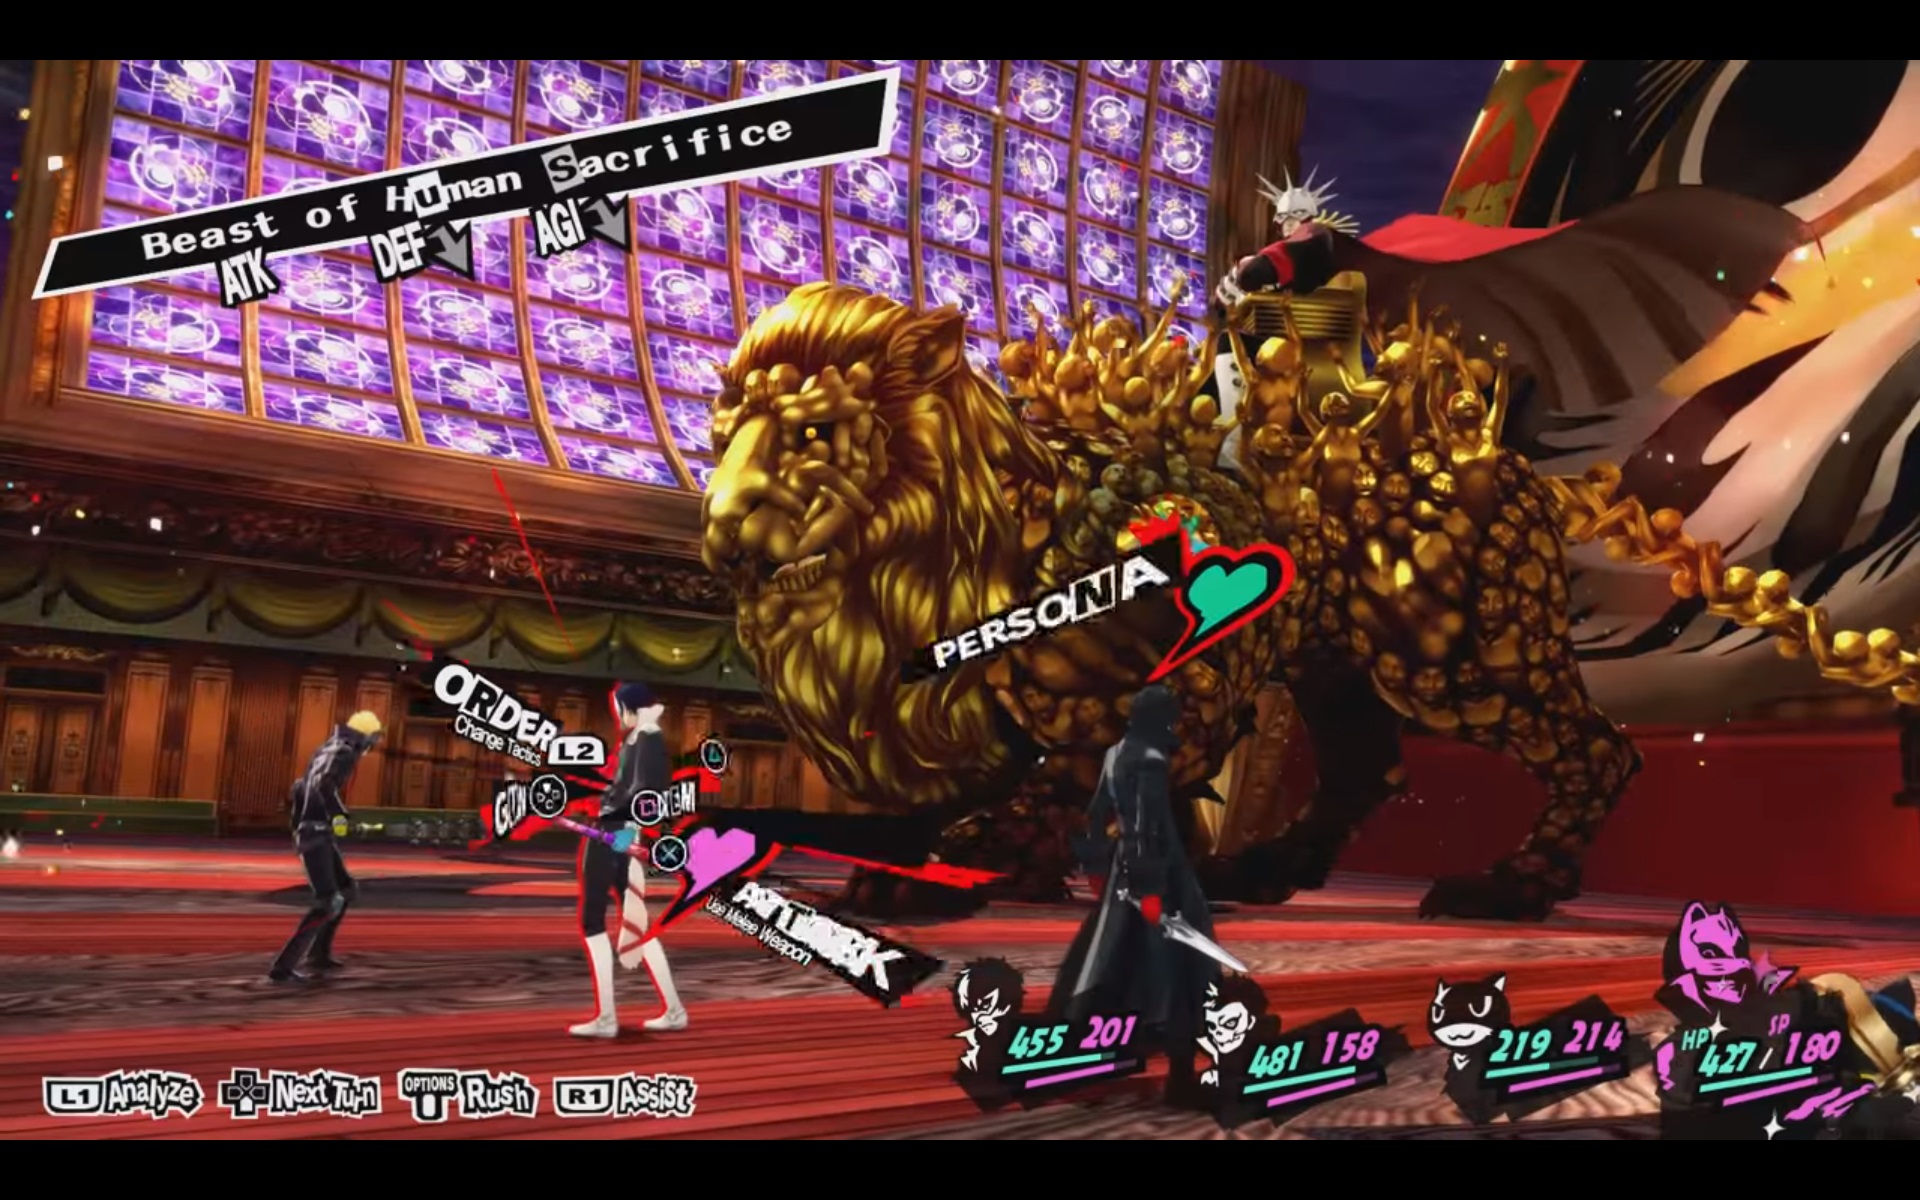 Beast of Human Sacrifice
ATK DEF AGI
PERSONA
ORDER L2
Change Tactics
GUN
ITEM
ATTACK
Use Melee Weapon
455 201
481 158
219 214
HP SP
427/180
L1 Analyze Next Turn OPTIONS Rush R1 Assist